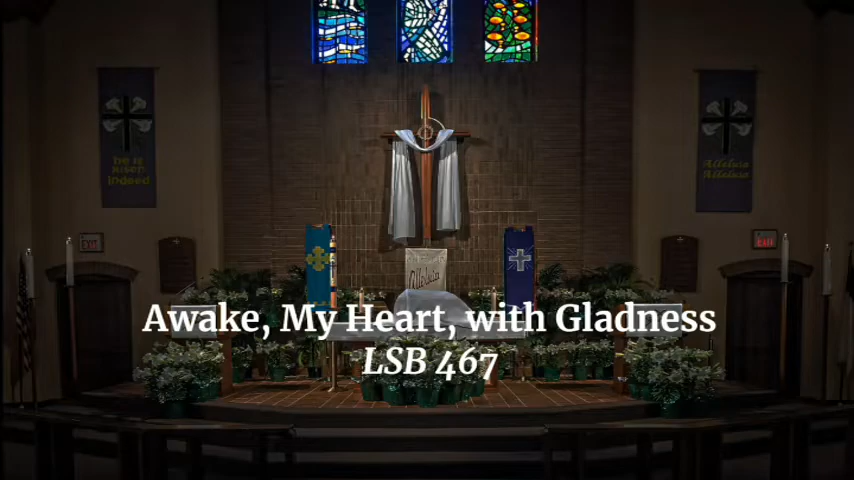 he is
risen
indeed
Alleluia
Alleluia
EXIT
EXIT
Alleluia
Awake, My Heart, with Gladness
LSB 467